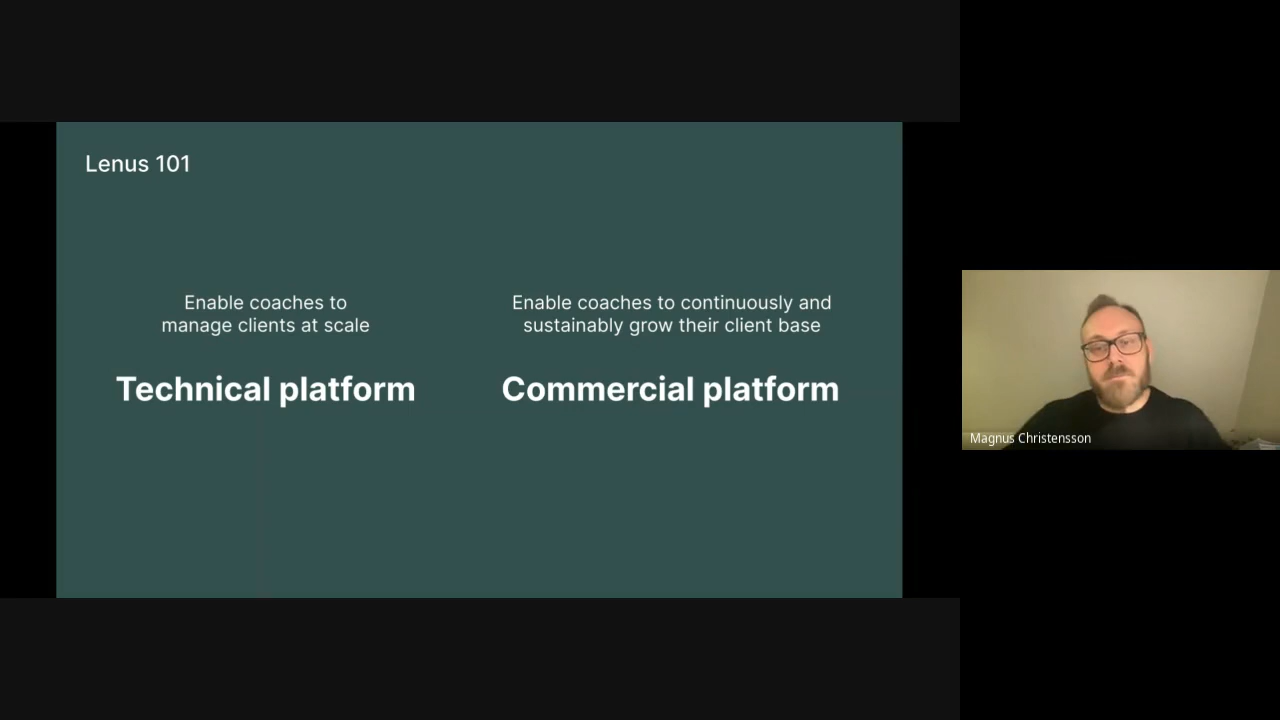 Lenus 101
Enable coaches to
manage clients at scale
Technical platform
Enable coaches to continuously and
sustainably grow their client base
Commercial platform
Magnus Christensson